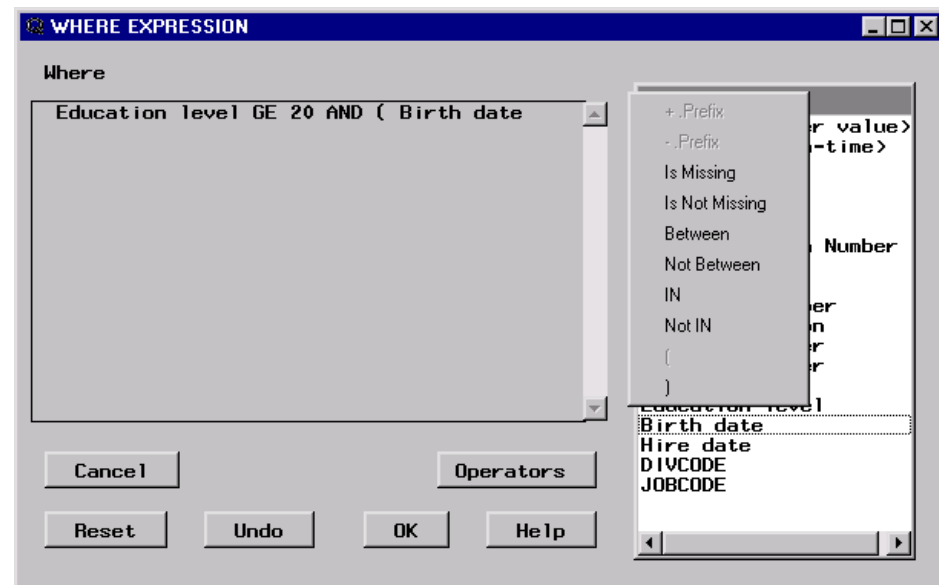 WHERE EXPRESSION
Where
Education level GE 20 AND ( Birth date
+ .Prefix
- .Prefix
Is Missing
Is Not Missing
Between
Not Between
IN
Not IN
(
)
value>
-time>
Number
Education level
Birth date
Hire date
DIVCODE
JOBCODE
Cancel
Operators
Reset
Undo
OK
Help